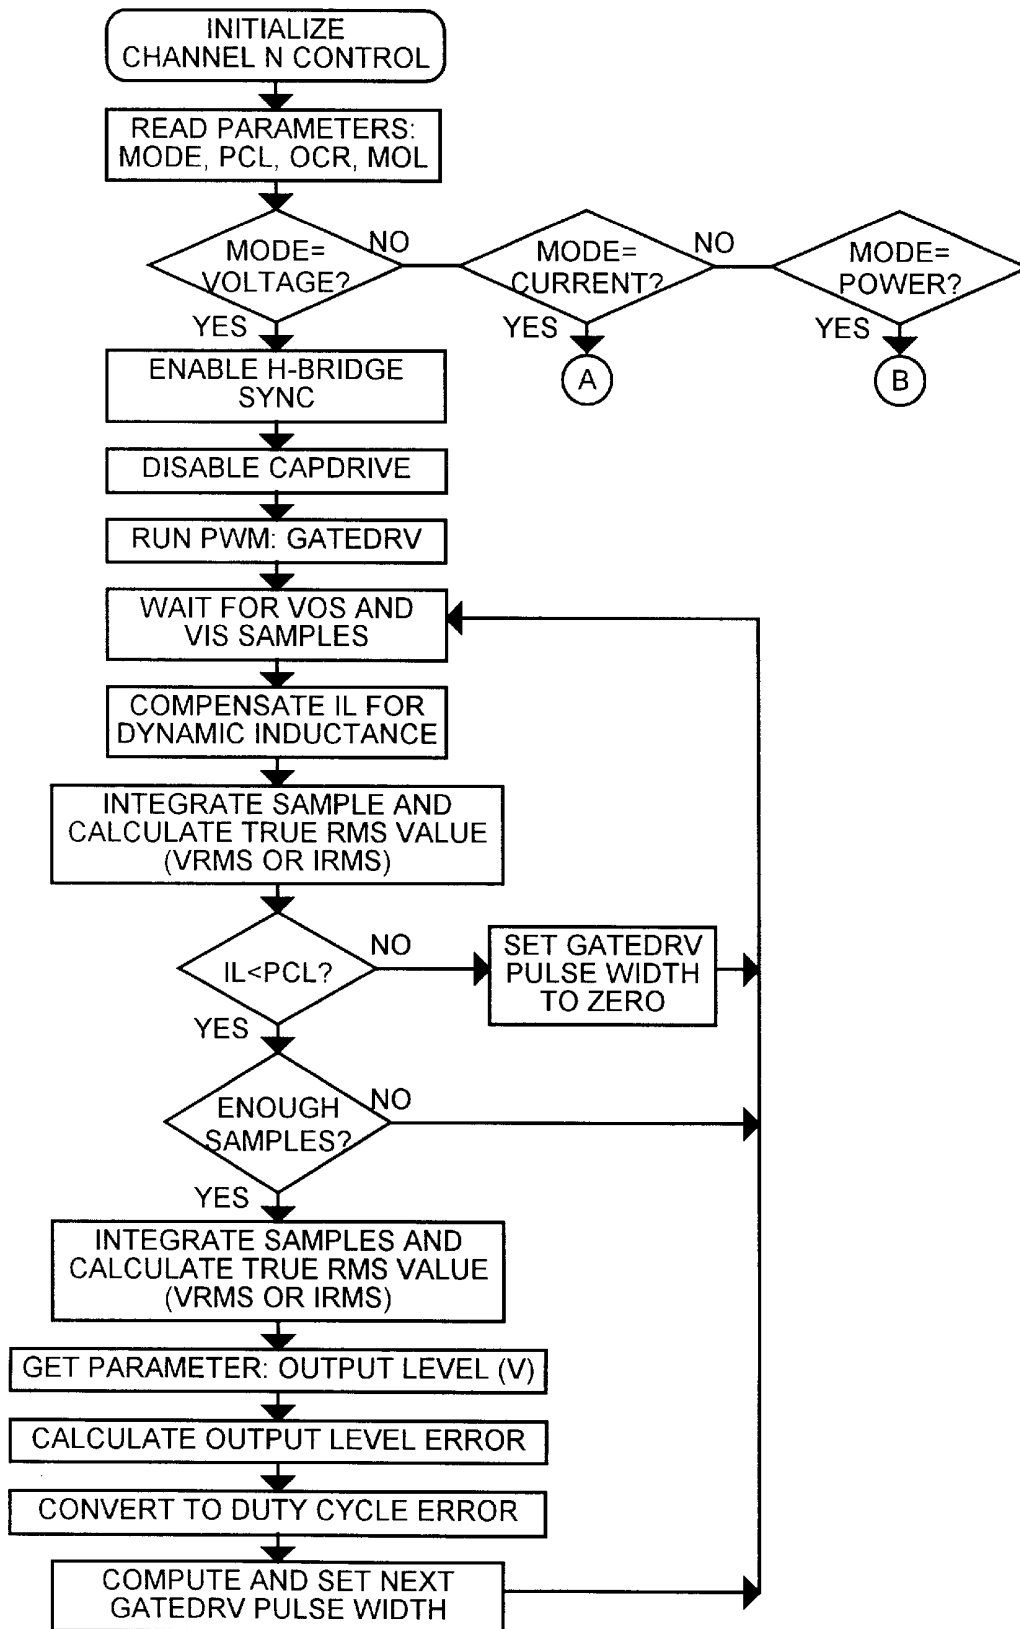 INITIALIZE
CHANNEL N CONTROL
READ PARAMETERS:
MODE, PCL, OCR, MOL
MODE=
VOLTAGE?
NO
MODE=
CURRENT?
NO
MODE=
POWER?
YES
YES
YES
ENABLE H-BRIDGE
SYNC
A
B
DISABLE CAPDRIVE
RUN PWM: GATEDRV
WAIT FOR VOS AND
VIS SAMPLES
COMPENSATE IL FOR
DYNAMIC INDUCTANCE
INTEGRATE SAMPLE AND
CALCULATE TRUE RMS VALUE
(VRMS OR IRMS)
IL<PCL?
NO
SET GATEDRV
PULSE WIDTH
TO ZERO
YES
ENOUGH
SAMPLES?
NO
YES
INTEGRATE SAMPLES AND
CALCULATE TRUE RMS VALUE
(VRMS OR IRMS)
GET PARAMETER: OUTPUT LEVEL (V)
CALCULATE OUTPUT LEVEL ERROR
CONVERT TO DUTY CYCLE ERROR
COMPUTE AND SET NEXT
GATEDRV PULSE WIDTH